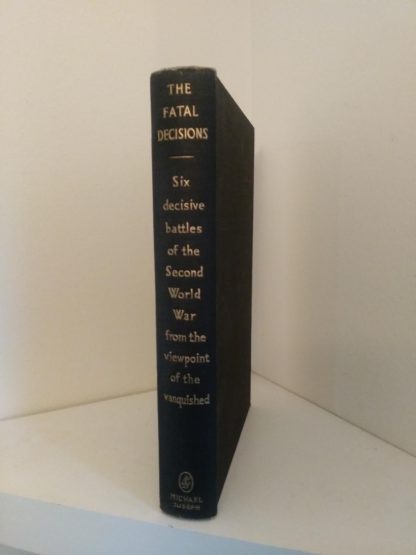 THE
FATAL
DECISIONS
Six
decisive
battles
of the
Second
World
War
from the
viewpoint
of the
vanquished
MICHAEL
JOSEPH